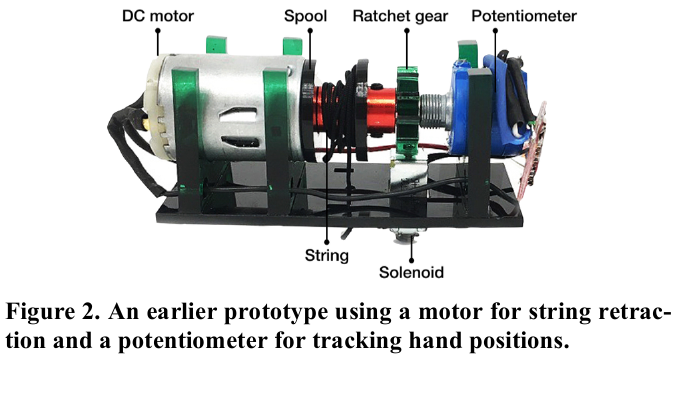 DC motor Spool Ratchet gear Potentiometer
String
Solenoid
Figure 2. An earlier prototype using a motor for string retrac-
tion and a potentiometer for tracking hand positions.